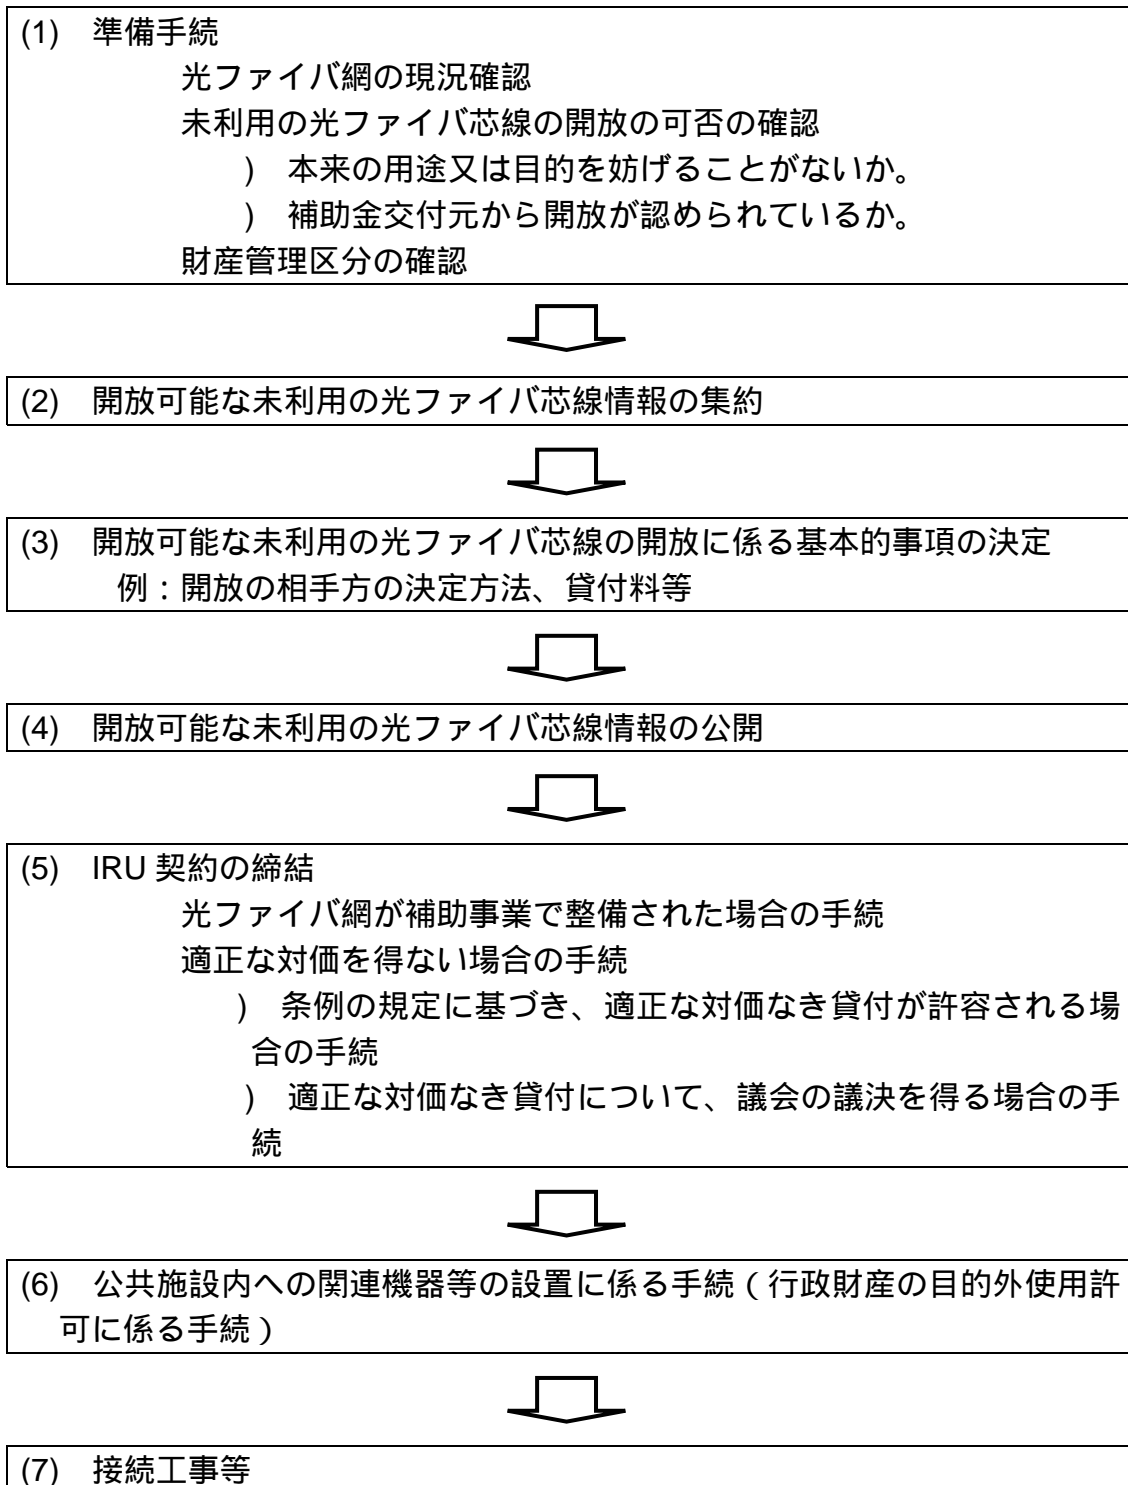 (1) 準備手続
光ファイバ網の現況確認
未利用の光ファイバ芯線の開放の可否の確認
) 本来の用途又は目的を妨げることがないか。
) 補助金交付元から開放が認められているか。
財産管理区分の確認
(2) 開放可能な未利用の光ファイバ芯線情報の集約
(3) 開放可能な未利用の光ファイバ芯線の開放に係る基本的事項の決定
例:開放の相手方の決定方法、貸付料等
(4) 開放可能な未利用の光ファイバ芯線情報の公開
(5) IRU 契約の締結
光ファイバ網が補助事業で整備された場合の手続
適正な対価を得ない場合の手続
) 条例の規定に基づき、適正な対価なき貸付が許容される場
合の手続
) 適正な対価なき貸付について、議会の議決を得る場合の手
続
(6) 公共施設内への関連機器等の設置に係る手続(行政財産の目的外使用許
可に係る手続)
(7) 接続工事等